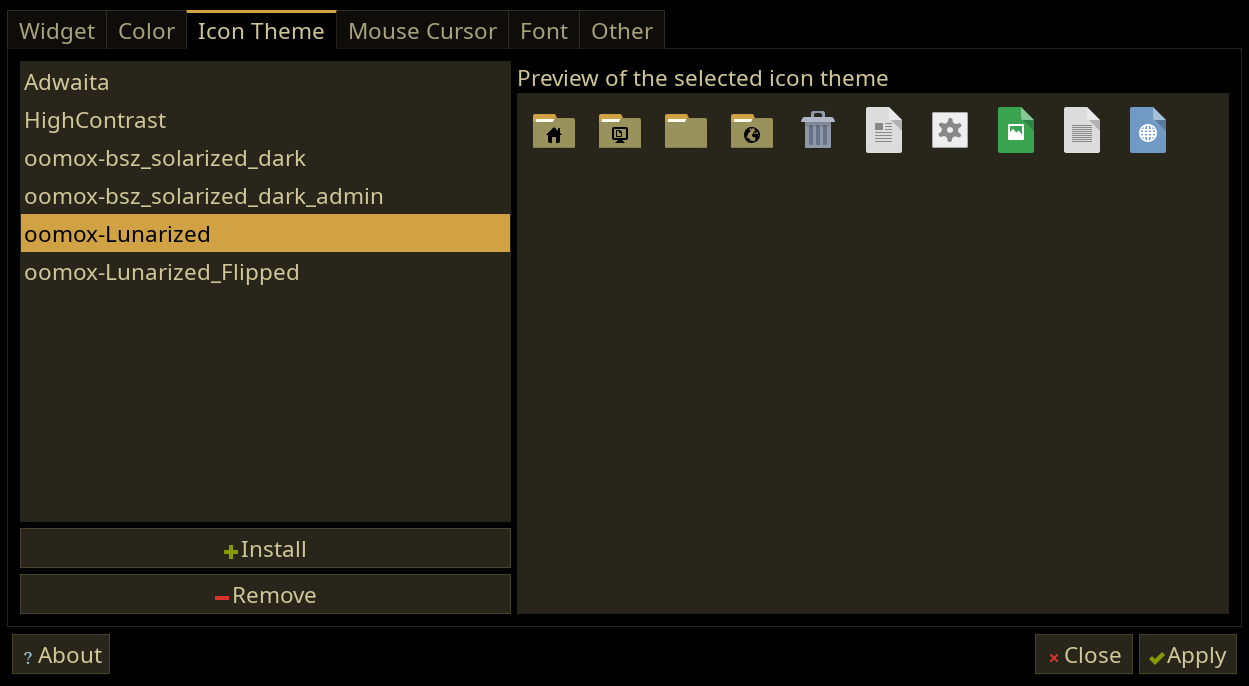 Widget Color Icon Theme Mouse Cursor Font Other
Adwaita
HighContrast
oomox-bsz_solarized_dark
oomox-bsz_solarized_dark_admin
oomox-Lunarized
oomox-Lunarized_Flipped
Install
Remove
Preview of the selected icon theme
? About
Close
Apply